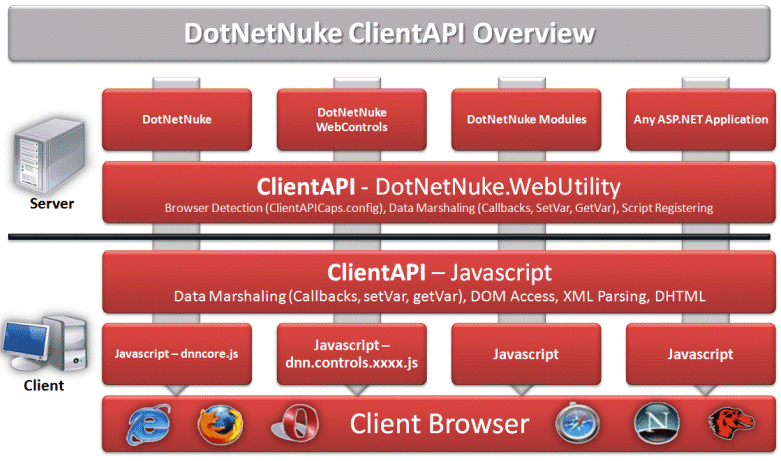 DotNetNuke ClientAPI Overview
DotNetNuke
DotNetNuke
WebControls
DotNetNuke Modules
Any ASP.NET Application
Server
ClientAPI - DotNetNuke.WebUtility
Browser Detection (ClientAPICaps.config), Data Marshaling (Callbacks, SetVar, GetVar), Script Registering
ClientAPI – Javascript
Data Marshaling (Callbacks, setVar, getVar), DOM Access, XML Parsing, DHTML
Client
Javascript – dnncore.js
Javascript –
dnn.controls.xxxx.js
Javascript
Javascript
Client Browser
N